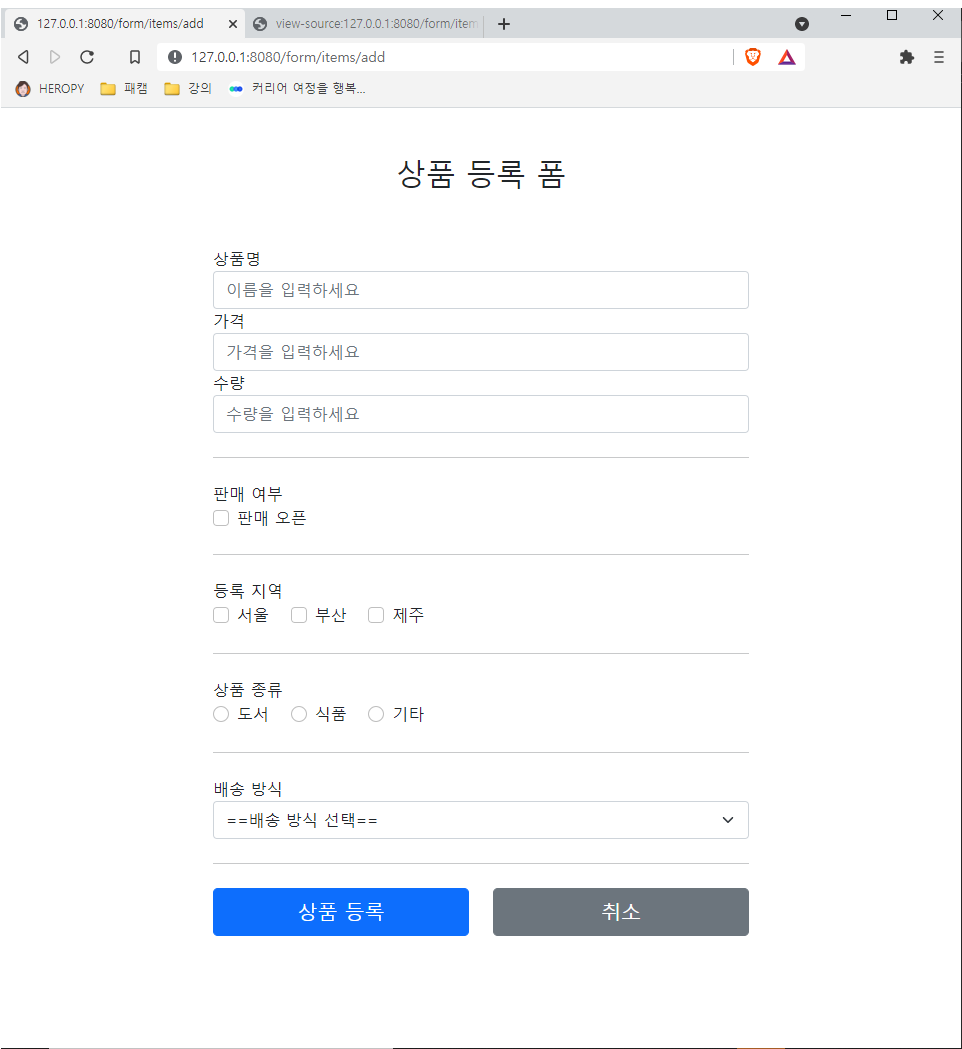 127.0.0.1:8080/form/items/add
view-source:127.0.0.1:8080/form/item
127.0.0.1:8080/form/items/add
HEROPY 패캠 강의 커리어 여정을 행복...
상품 등록 폼
상품명
이름을 입력하세요
가격
가격을 입력하세요
수량
수량을 입력하세요
판매 여부
판매 오픈
등록 지역
서울 부산 제주
상품 종류
도서 식품 기타
배송 방식
==배송 방식 선택==
상품 등록 취소